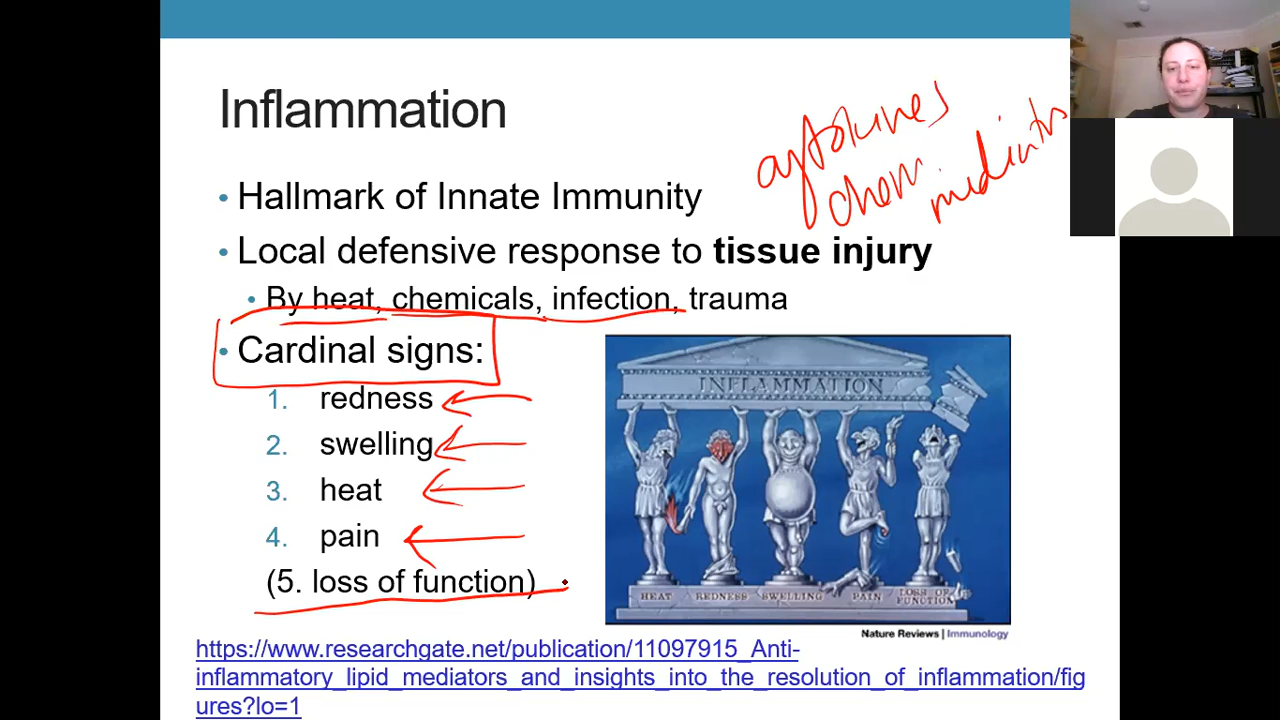 Inflammation
cytokines
chem mediators
• Hallmark of Innate Immunity
• Local defensive response to tissue injury
• By heat, chemicals, infection, trauma
• Cardinal signs:
1. redness
2. swelling
3. heat
4. pain
(5. loss of function)
INFLAMMATION
HEAT REDNESS SWELLING PAIN LOSS OF
FUNCTION
Nature Reviews | Immunology
https://www.researchgate.net/publication/11097915_Anti-
inflammatory_lipid_mediators_and_insights_into_the_resolution_of_inflammation/fig
ures?lo=1